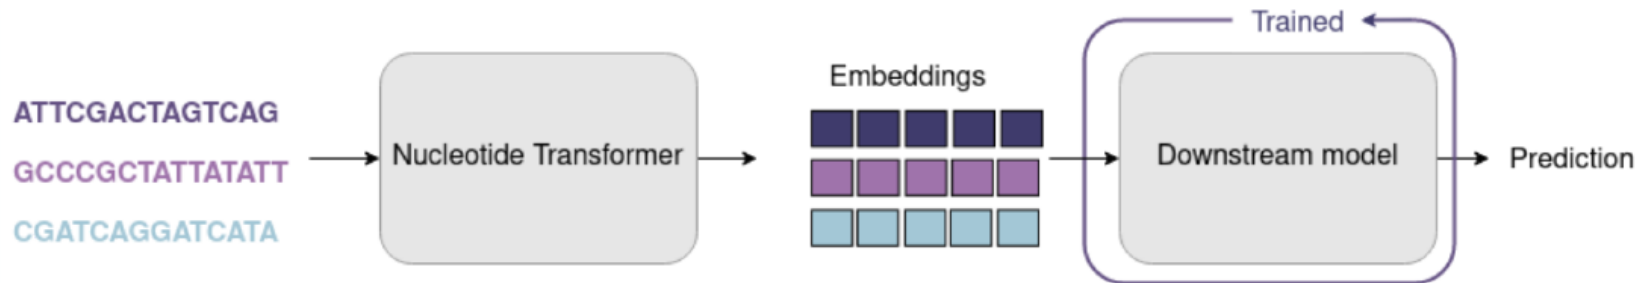 Trained
Embeddings
ATTCGACTAGTCAG
GCCCGCTATTATATT
CGATCAGGATCATA
Nucleotide Transformer
Downstream model
Prediction